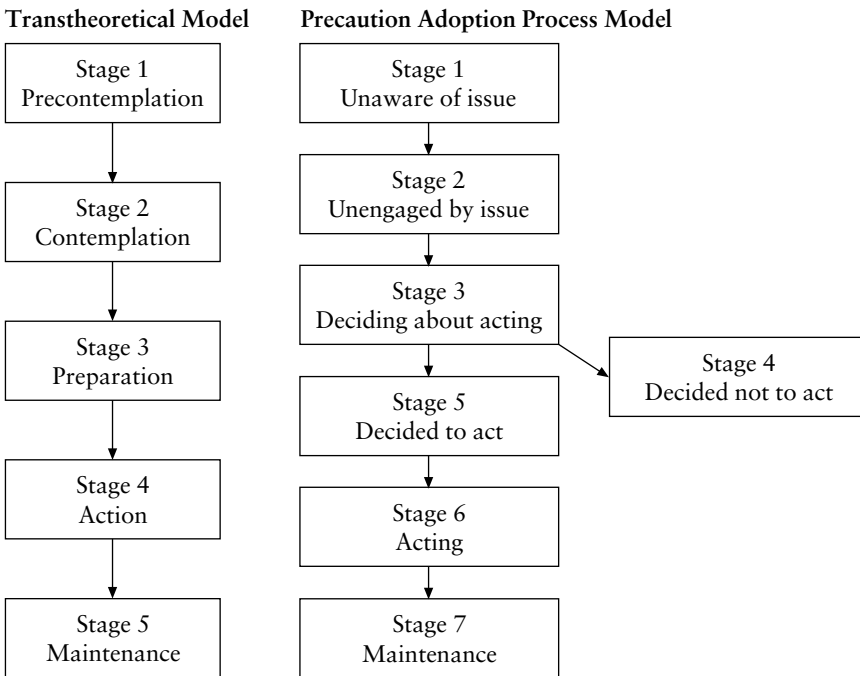 Transtheoretical Model
Stage 1
Precontemplation
Stage 2
Contemplation
Stage 3
Preparation
Stage 4
Action
Stage 5
Maintenance
Precaution Adoption Process Model
Stage 1
Unaware of issue
Stage 2
Unengaged by issue
Stage 3
Deciding about acting
Stage 4
Decided not to act
Stage 5
Decided to act
Stage 6
Acting
Stage 7
Maintenance